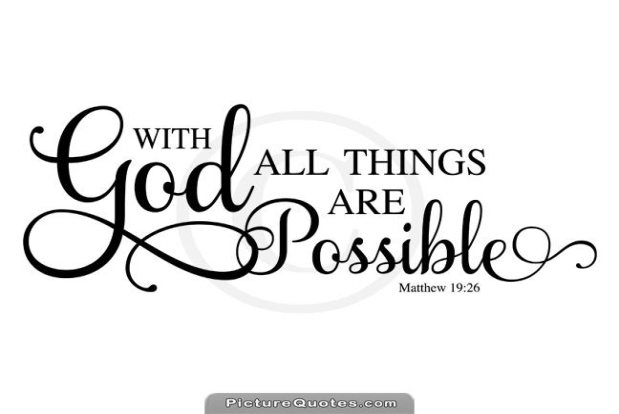 WITH
God ALL THINGS
ARE
Possible
Matthew 19:26
©
PictureQuotes.com